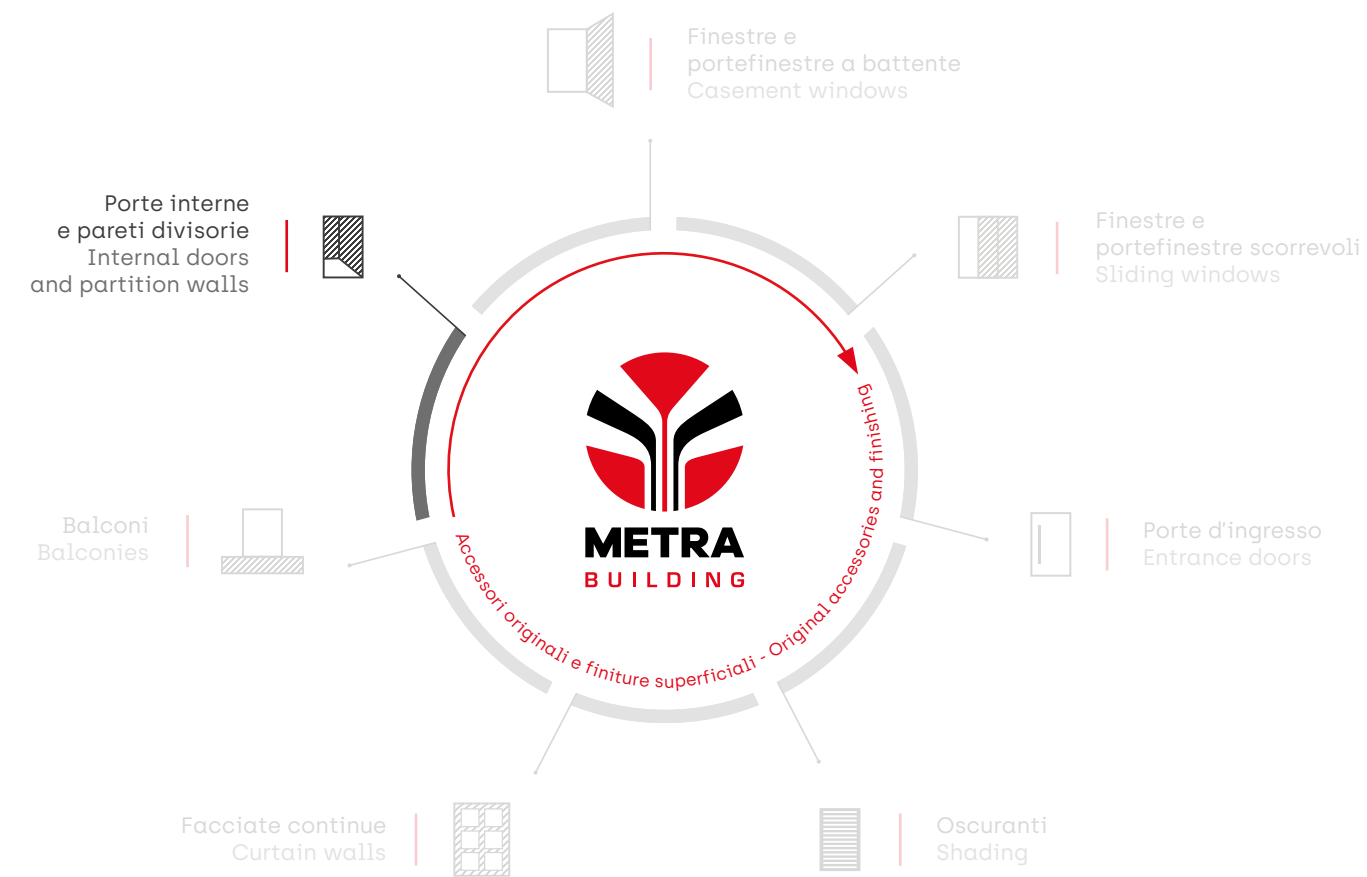 Finestre e
portefinestre a battente
Casement windows
Porte interne
e pareti divisorie
Internal doors
and partition walls
Finestre e
portefinestre scorrevoli
Sliding windows
METRA
BUILDING
Accessori originali e finiture superficiali - Original accessories and finishing
Balconi
Balconies
Porte d'ingresso
Entrance doors
Facciate continue
Curtain walls
Oscuranti
Shading